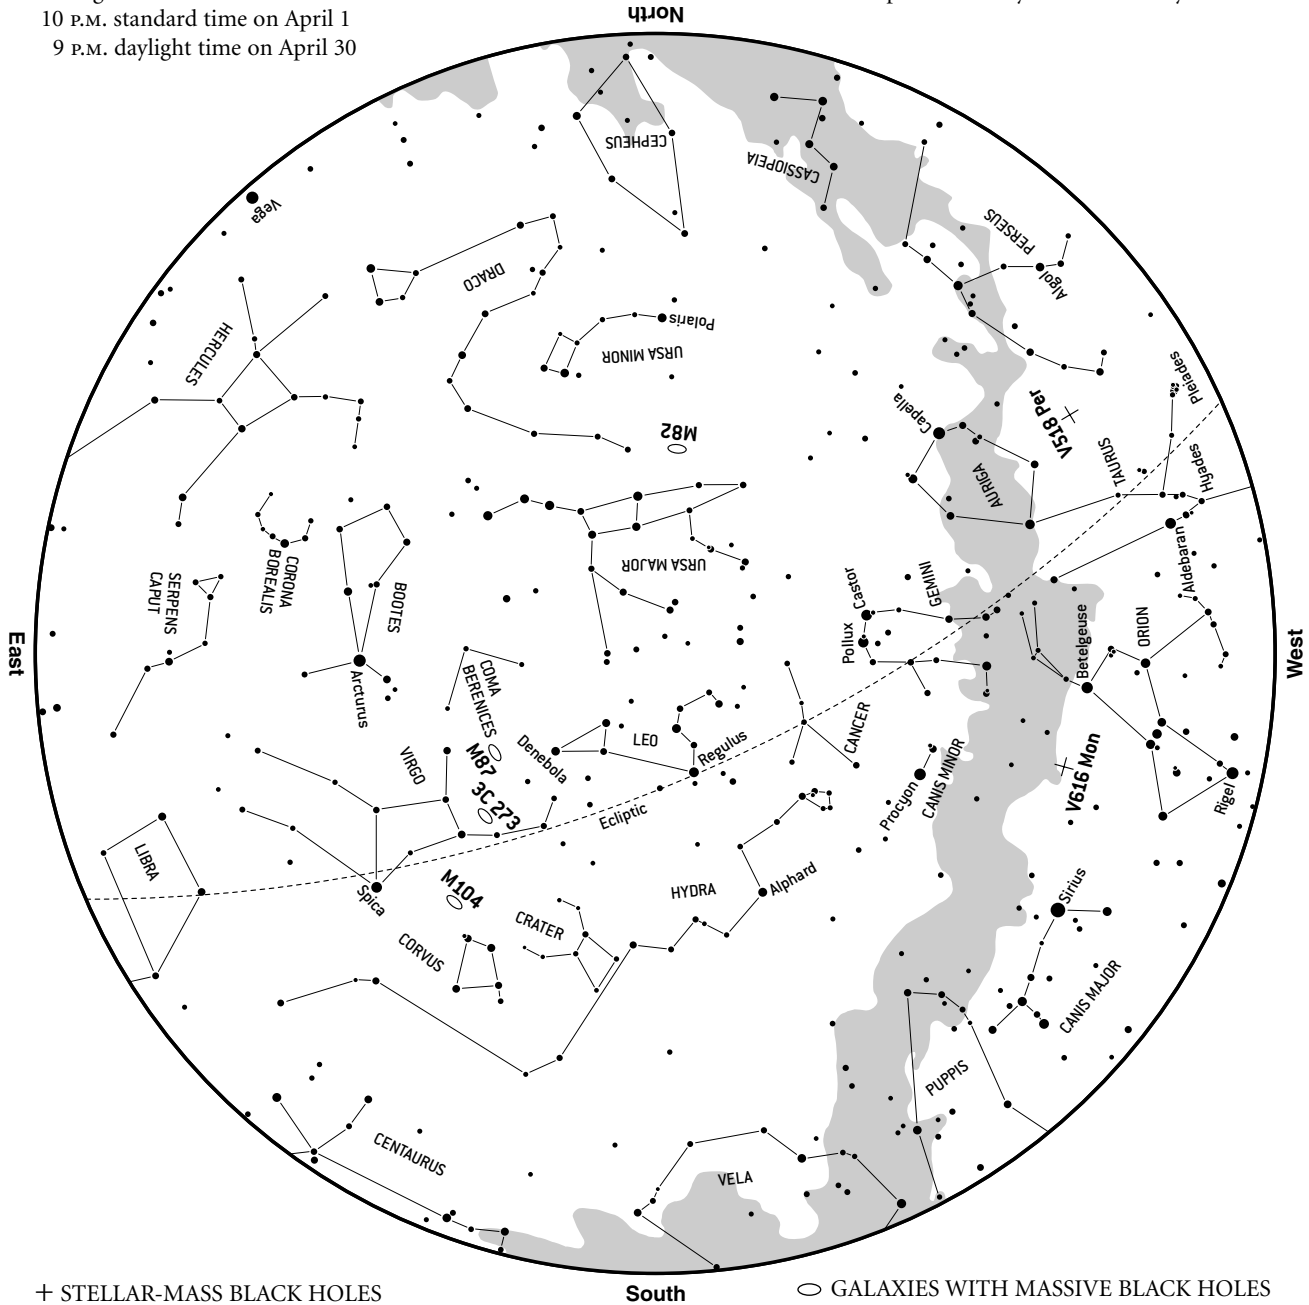 10 P.M. standard time on April 1
9 P.M. daylight time on April 30
North
CEPHEUS
CASSIOPEIA
Vega
PERSEUS
Algol
DRACO
Polaris
URSA MINOR
HERCULES
Pleiades
Capella
V518 Per
M82
TAURUS
Hyades
AURIGA
Aldebaran
URSA MAJOR
CORONA
BOREALIS
SERPENS
CAPUT
BOOTES
Castor
Pollux
GEMINI
Betelgeuse
ORION
East
West
Arcturus
COMA
BERENICES
LEO
Denebola
Regulus
CANCER
VIRGO
M87
3C 273
Procyon
CANIS MINOR
V616 Mon
Rigel
Ecliptic
LIBRA
Spica
M104
HYDRA
Alphard
Sirius
CRATER
CORVUS
CANIS MAJOR
PUPPIS
CENTAURUS
VELA
+ STELLAR-MASS BLACK HOLES
South
GALAXIES WITH MASSIVE BLACK HOLES